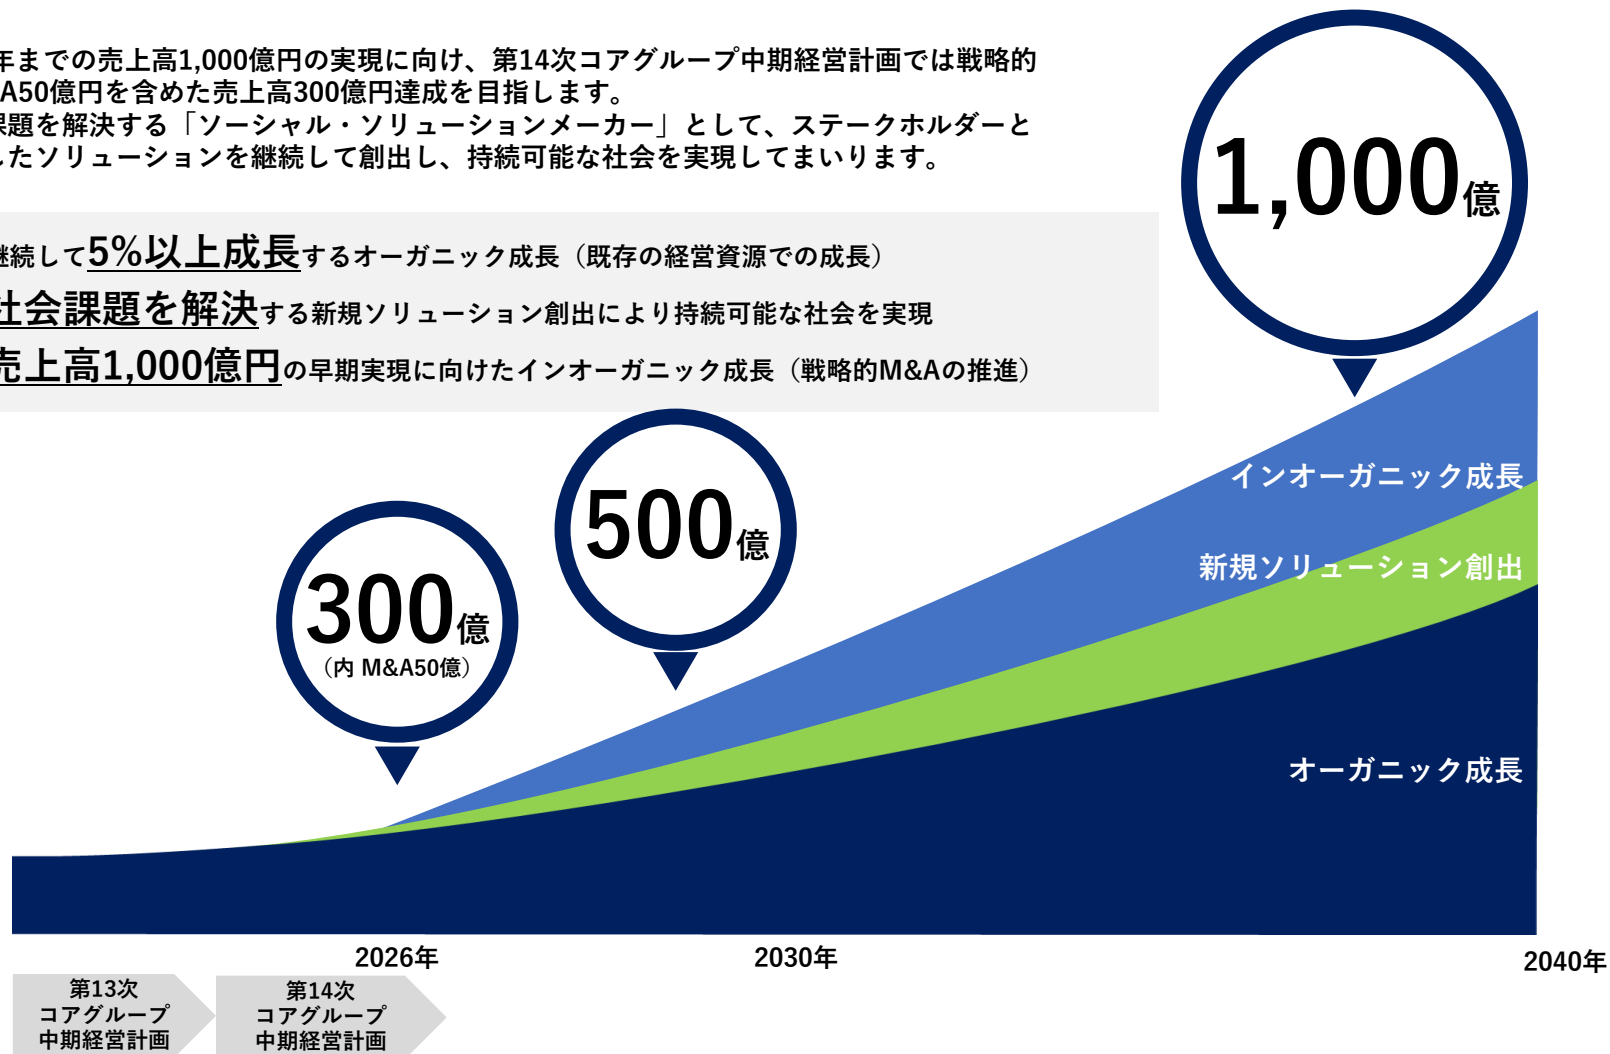 年までの売上高1,000億円の実現に向け、第14次コアグループ中期経営計画では戦略的
A50億円を含めた売上高300億円達成を目指します。
課題を解決する「ソーシャル・ソリューションメーカー」として、ステークホルダーと
したソリューションを継続して創出し、持続可能な社会を実現してまいります。
継続して5%以上成長するオーガニック成長（既存の経営資源での成長）
社会課題を解決する新規ソリューション創出により持続可能な社会を実現
売上高1,000億円の早期実現に向けたインオーガニック成長（戦略的M&Aの推進）
1,000億
500億
300億
（内 M&A50億）
インオーガニック成長
新規ソリューション創出
オーガニック成長
2026年
2030年
2040年
第13次
コアグループ
中期経営計画
第14次
コアグループ
中期経営計画